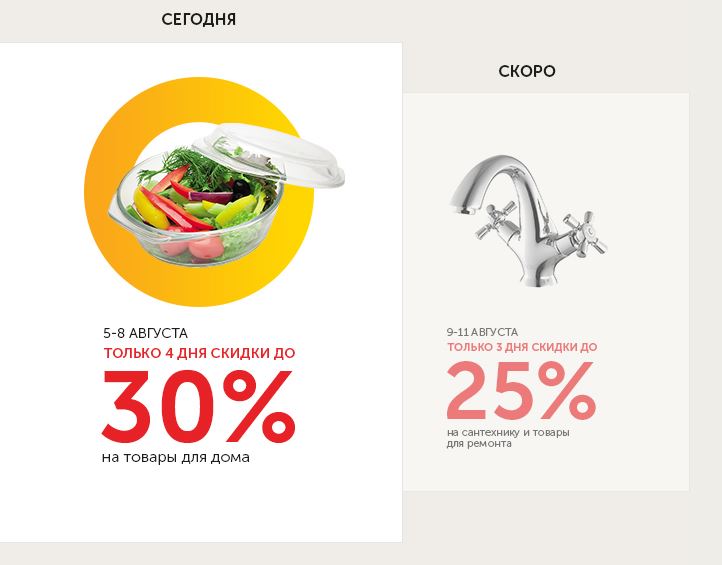 СЕГОДНЯ
5-8 АВГУСТА
ТОЛЬКО 4 ДНЯ СКИДКИ ДО
30%
на товары для дома
СКОРО
9-11 АВГУСТА
ТОЛЬКО 3 ДНЯ СКИДКИ ДО
25%
на сантехнику и товары
для ремонта